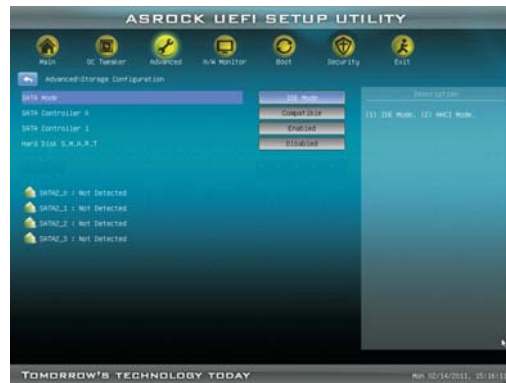 ASROCK UEFI SETUP UTILITY
Main OC Tweaker Advanced H/W Monitor Boot Security Exit
Advanced\Storage Configuration
SATA Mode IDE Mode
SATA Controller 0 Compatible
SATA Controller 1 Enabled
Hard Disk S.M.A.R.T Disabled
Description
(1) IDE Mode. (2) AHCI Mode.
SATA2_0 : Not Detected
SATA2_1 : Not Detected
SATA2_2 : Not Detected
SATA2_3 : Not Detected
TOMORROW'S TECHNOLOGY TODAY
Mon 02/14/2011, 15:16:11